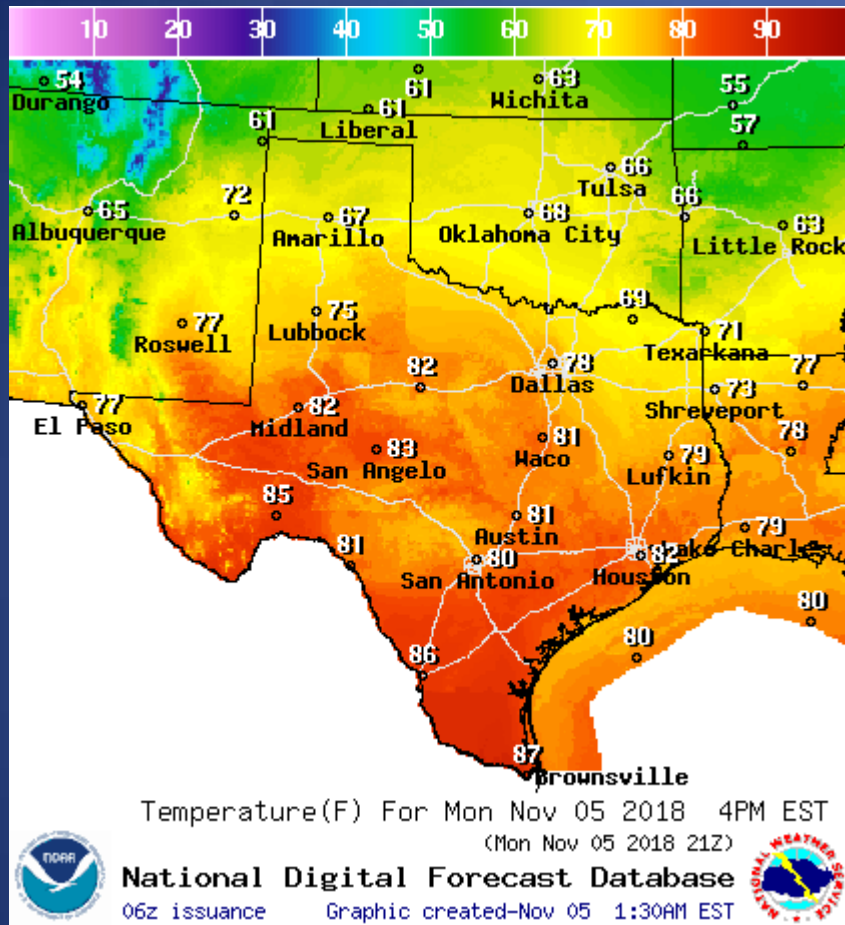 10 20 30 40 50 60 70 80 90
54
Durango
61
61
Liberal
63
Wichita
55
57
61
66
Tulsa
65
Albuquerque
72
67
Amarillo
68
Oklahoma City
66
63
Little Rock
77
Roswell
75
Lubbock
69
71
Texarkana
82
78
Dallas
73
Shreveport
77
77
El Paso
82
Midland
83
San Angelo
81
Waco
79
Lufkin
78
85
81
Austin
79
Lake Charles
81
80
San Antonio
82
Houston
86
80
80
87
Brownsville
Temperature(F) For Mon Nov 05 2018 4PM EST
(Mon Nov 05 2018 21Z)
National Digital Forecast Database
06z issuance Graphic created-Nov 05 1:30AM EST
NOAA
NATIONAL WEATHER SERVICE